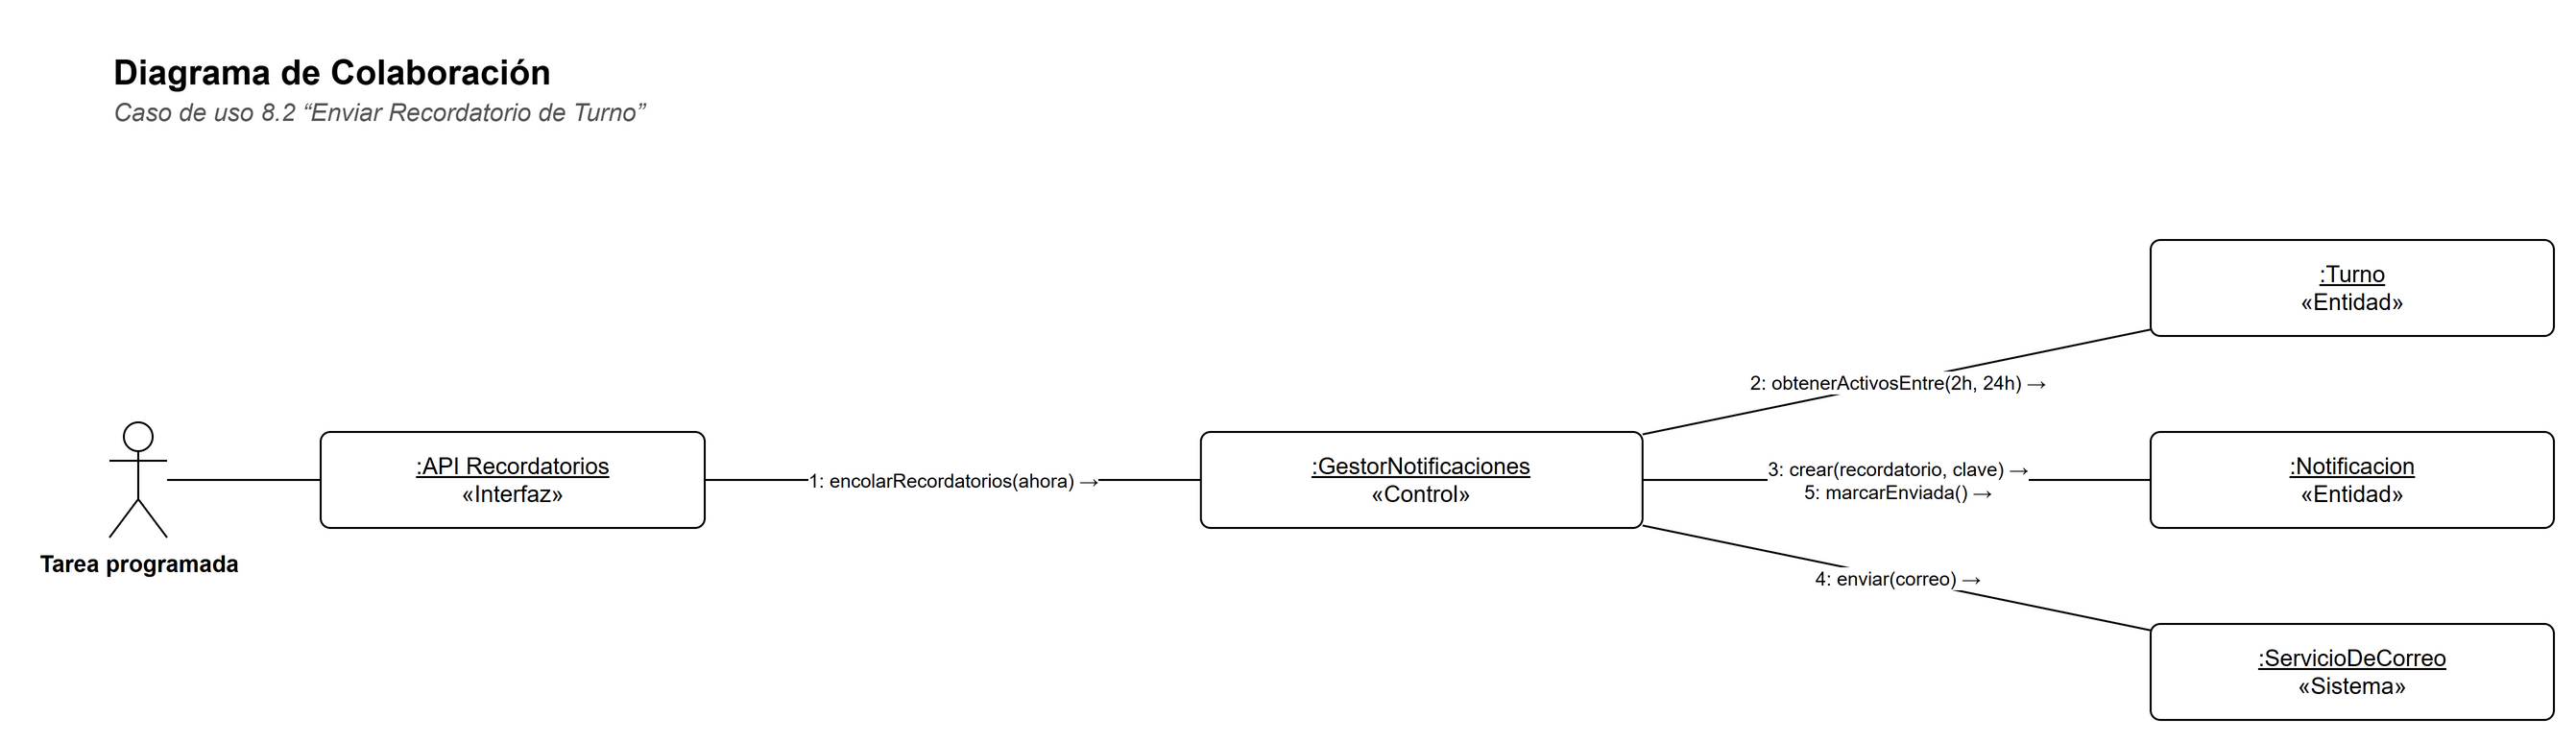 Diagrama de Colaboración
Caso de uso 8.2 “Enviar Recordatorio de Turno”
:Turno
«Entidad»
2: obtenerActivosEntre(2h, 24h) →
:API Recordatorios
«Interfaz»
1: encolarRecordatorios(ahora) →
:GestorNotificaciones
«Control»
3: crear(recordatorio, clave) →
5: marcarEnviada() →
:Notificacion
«Entidad»
Tarea programada
4: enviar(correo) →
:ServicioDeCorreo
«Sistema»